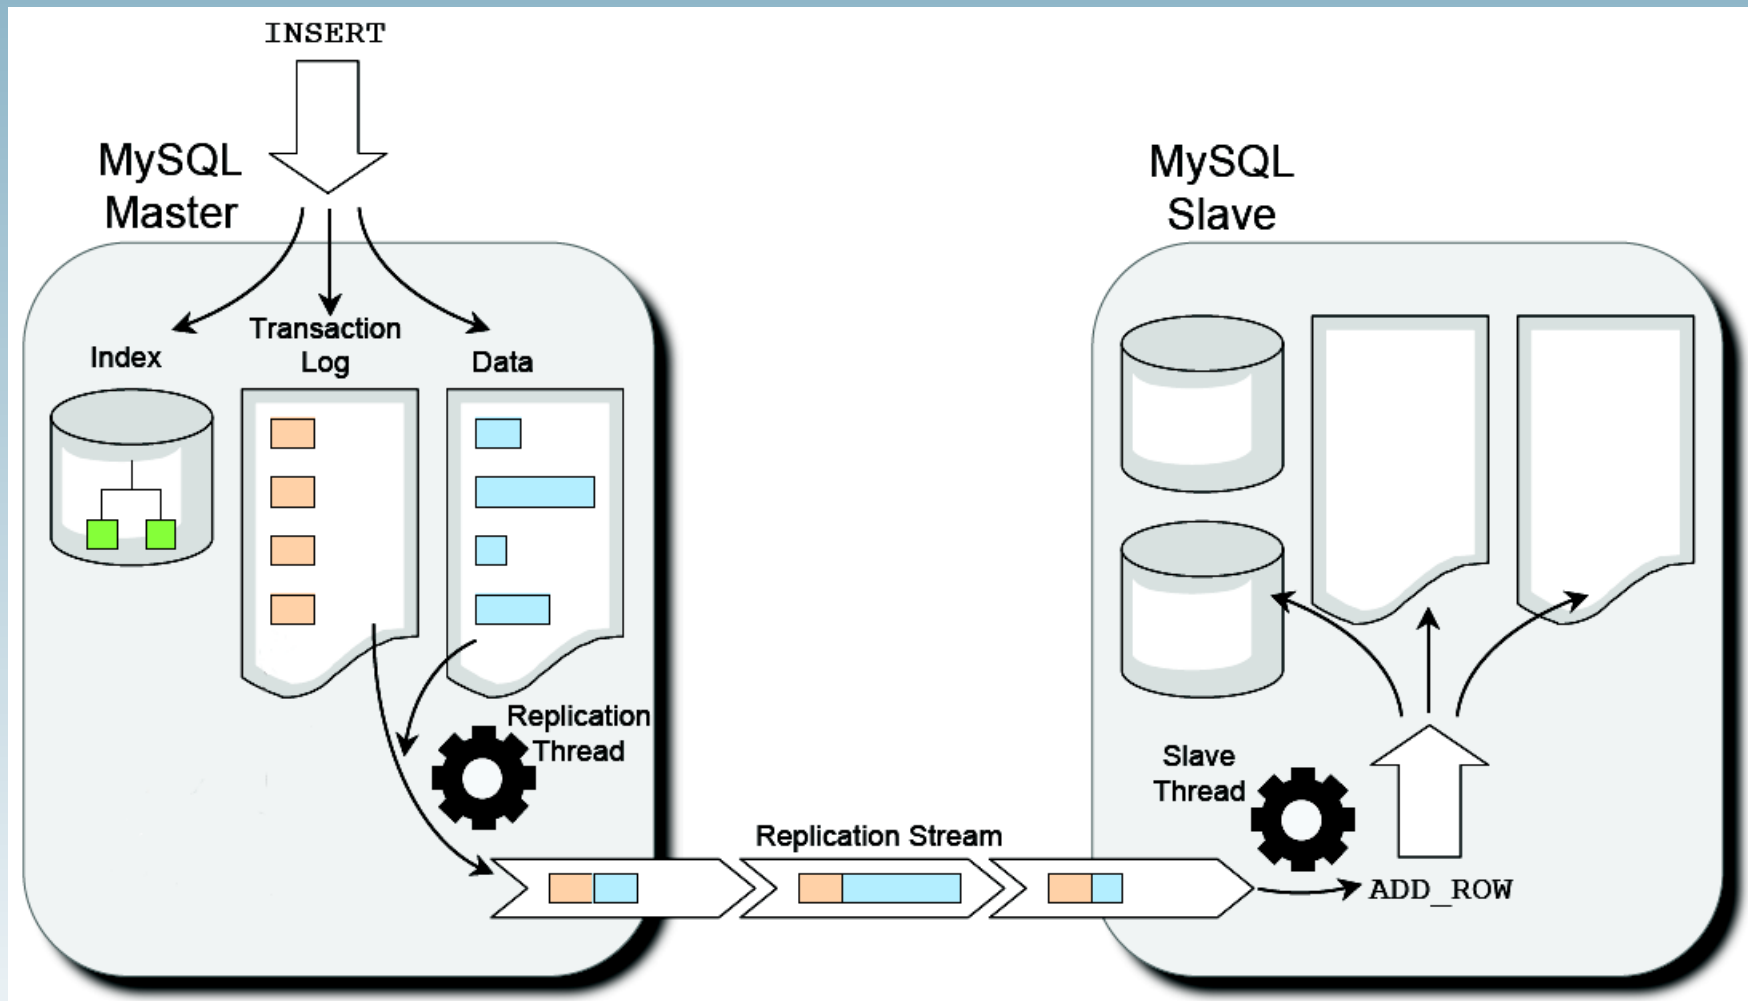 INSERT
MySQL
Master
MySQL
Slave
Index
Transaction
Log
Data
Replication
Thread
Replication Stream
Slave
Thread
ADD_ROW